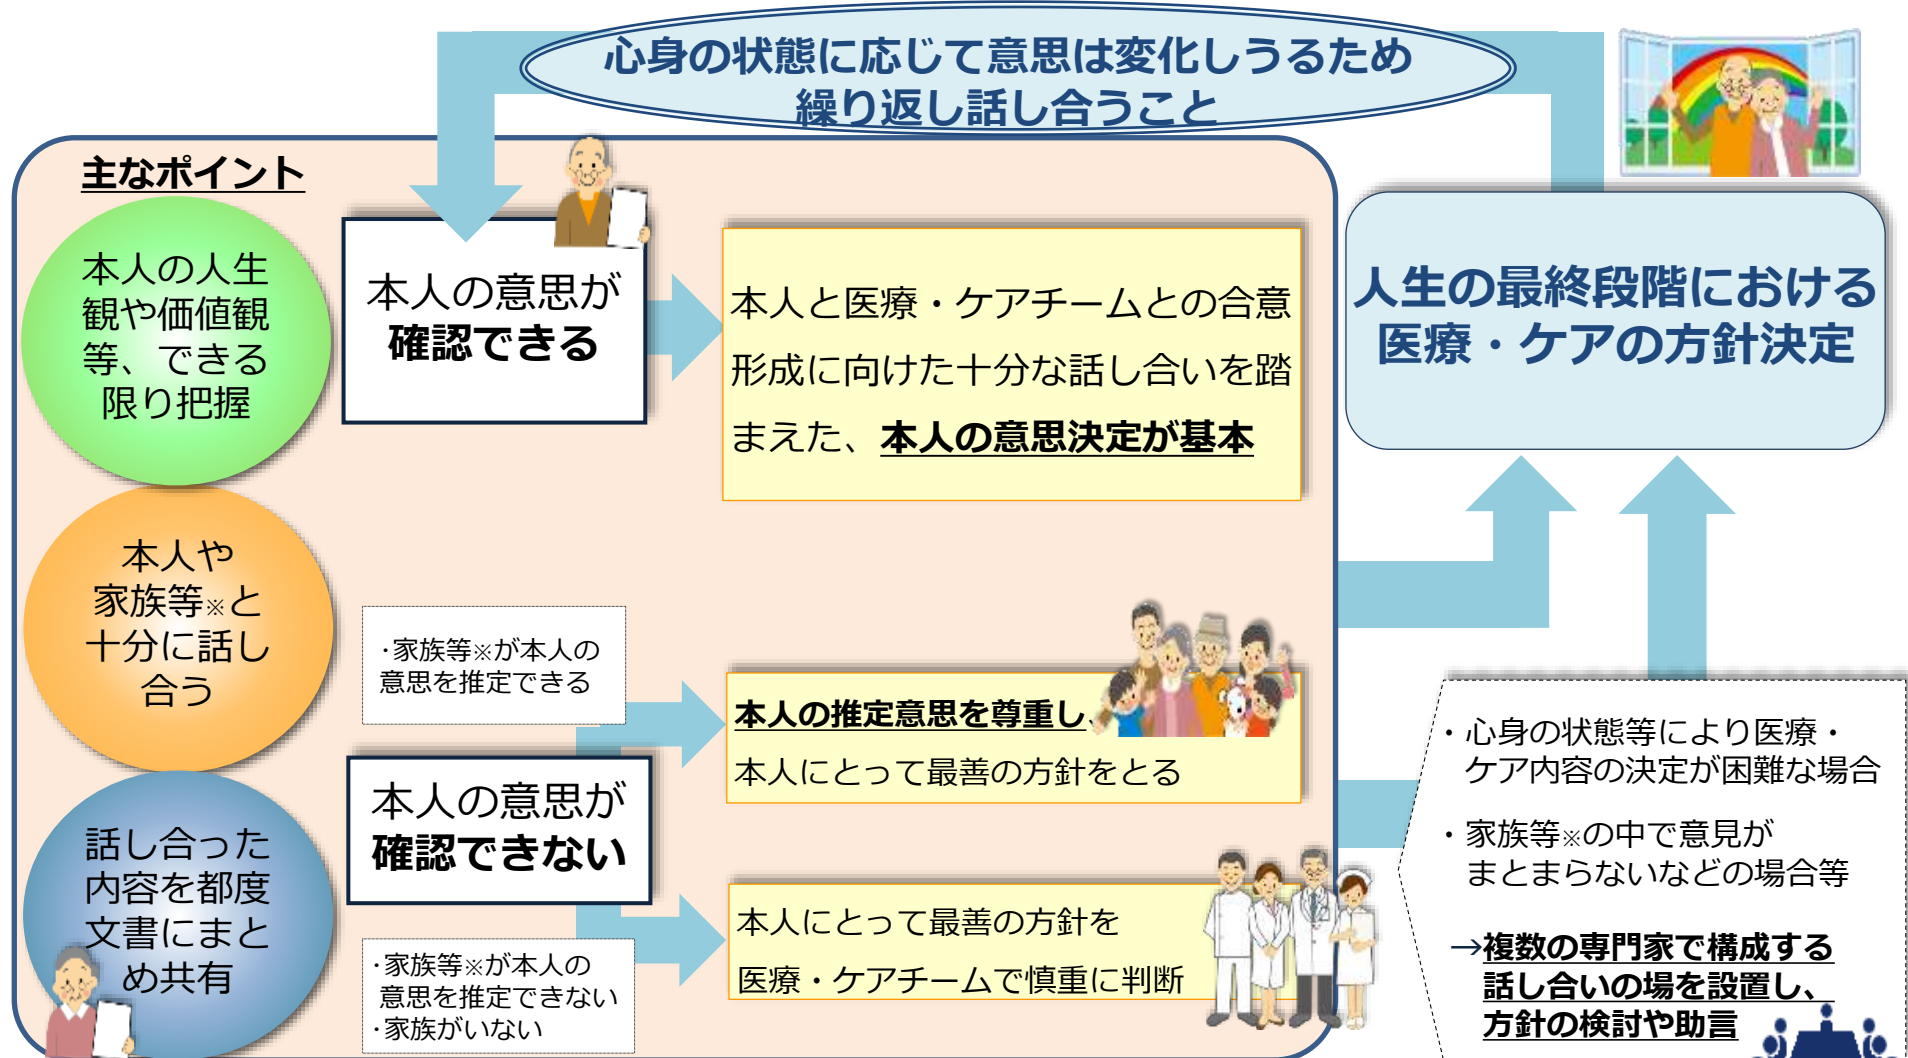 心身の状態に応じて意思は変化しうるため
繰り返し話し合うこと
主なポイント
本人の人生
観や価値観
等、できる
限り把握
本人や
家族等※と
十分に話し
合う
話し合った
内容を都度
文書にまと
め共有
本人の意思が
確認できる
本人と医療・ケアチームとの合意
形成に向けた十分な話し合いを踏
まえた、本人の意思決定が基本
人生の最終段階における
医療・ケアの方針決定
・家族等※が本人の
意思を推定できる
本人の意思が
確認できない
・家族等※が本人の
意思を推定できない
・家族がいない
本人の推定意思を尊重し、
本人にとって最善の方針をとる
本人にとって最善の方針を
医療・ケアチームで慎重に判断
・心身の状態等により医療・
ケア内容の決定が困難な場合
・家族等※の中で意見が
まとまらないなどの場合等
→複数の専門家で構成する
話し合いの場を設置し、
方針の検討や助言